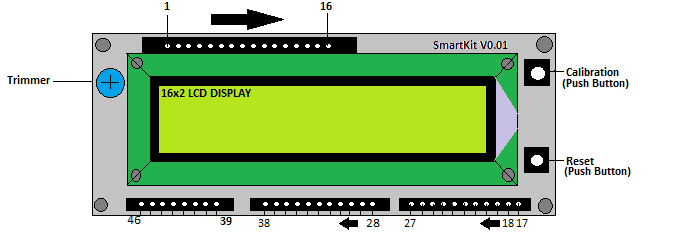 1
16
SmartKit V0.01
Trimmer
Calibration
(Push Button)
16x2 LCD DISPLAY
Reset
(Push Button)
46
39
38
28
27
18 17